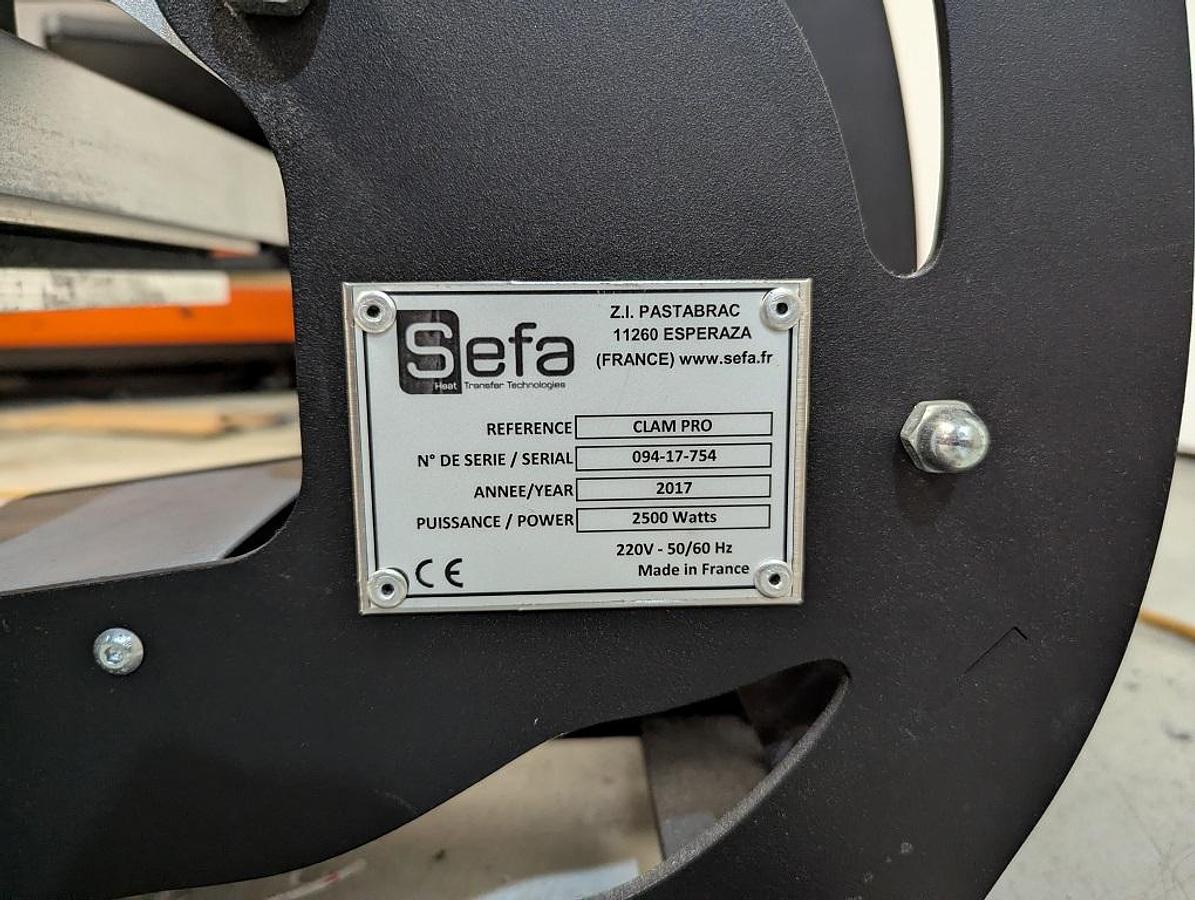 Sefa
Heat Transfer Technologies
Z.I. PASTABRAC
11260 ESPERAZA
(FRANCE) www.sefa.fr
REFERENCE CLAM PRO
N° DE SERIE / SERIAL 094-17-754
ANNEE/YEAR 2017
PUISSANCE / POWER 2500 Watts
220V - 50/60 Hz
Made in France
CE